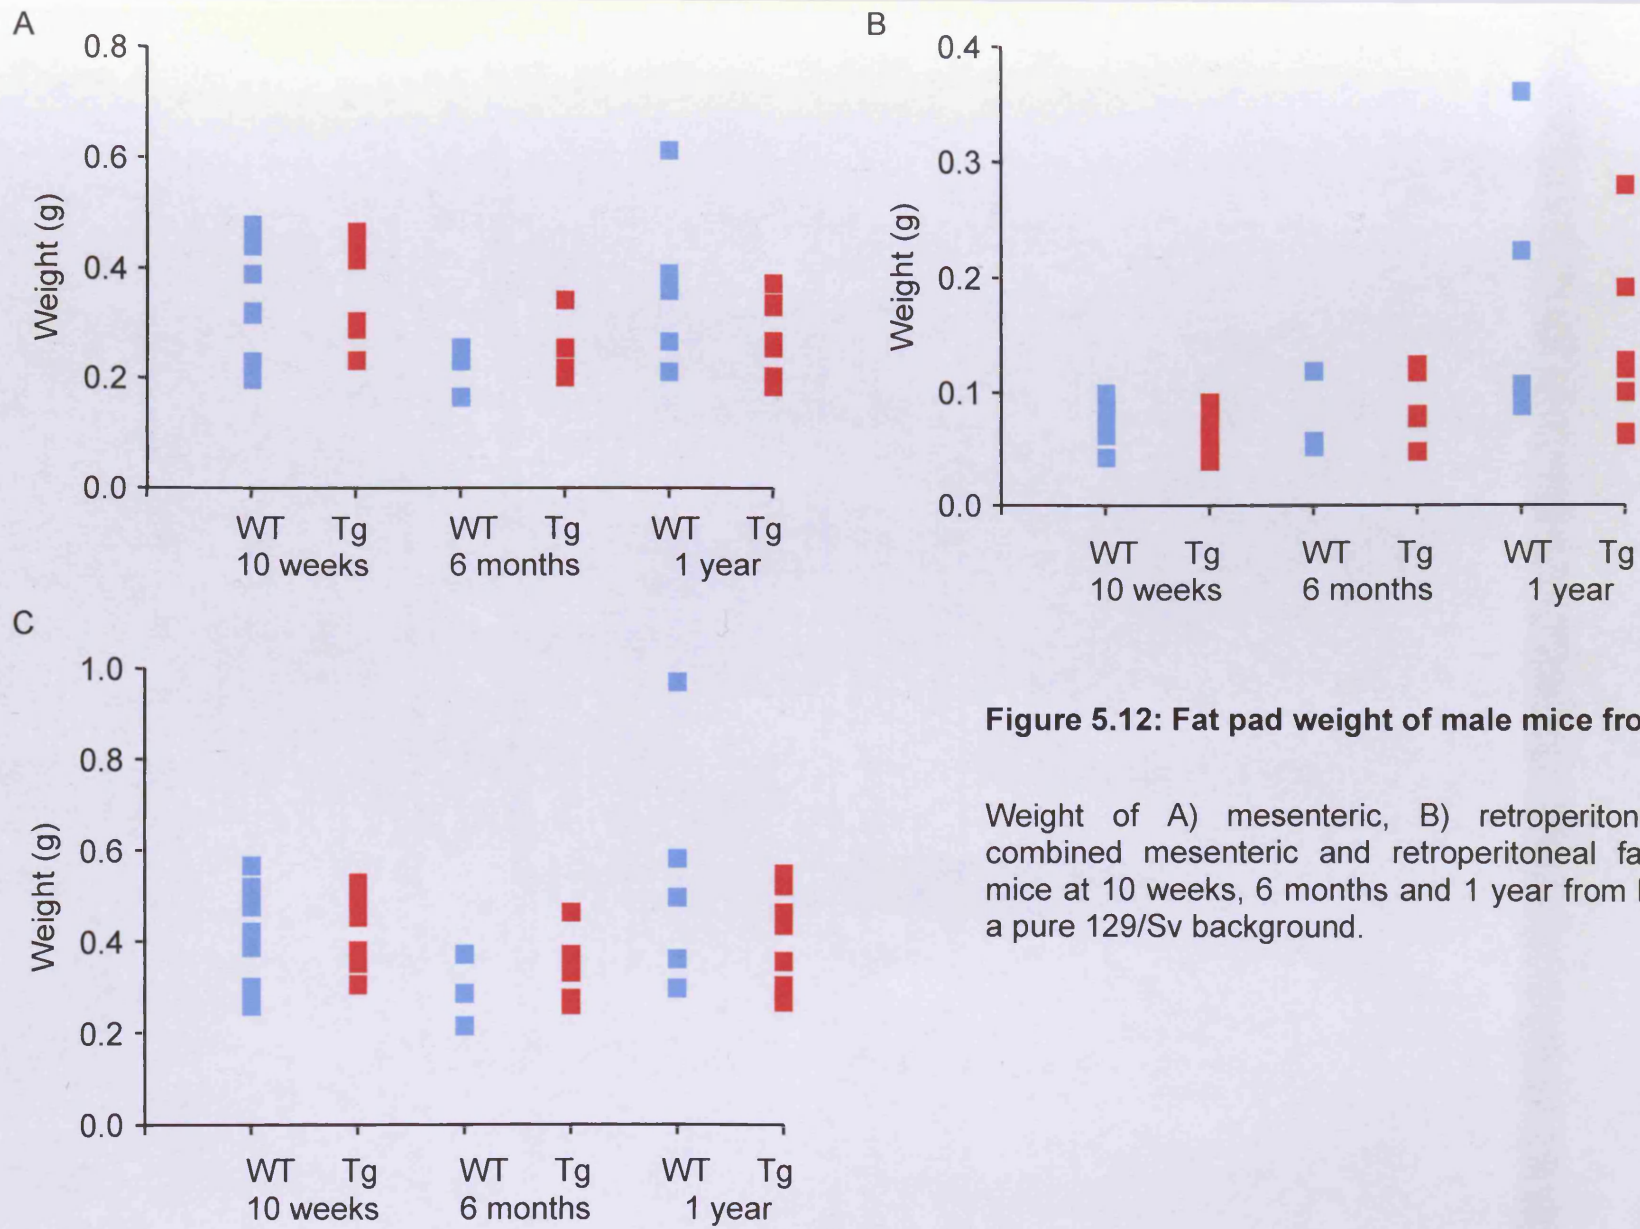 A
0.8
0.6
0.4
0.2
0.0
Weight (g)
WT Tg WT Tg WT Tg
10 weeks 6 months 1 year
B
0.4
0.3
0.2
0.1
0.0
Weight (g)
WT Tg WT Tg WT Tg
10 weeks 6 months 1 year
C
1.0
0.8
0.6
0.4
0.2
0.0
Weight (g)
WT Tg WT Tg WT Tg
10 weeks 6 months 1 year
Figure 5.12: Fat pad weight of male mice fro
Weight of A) mesenteric, B) retroperiton
combined mesenteric and retroperitoneal fa
mice at 10 weeks, 6 months and 1 year from
a pure 129/Sv background.